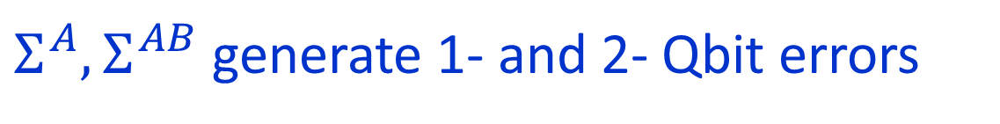 Σ^A, Σ^AB generate 1- and 2- Qbit errors